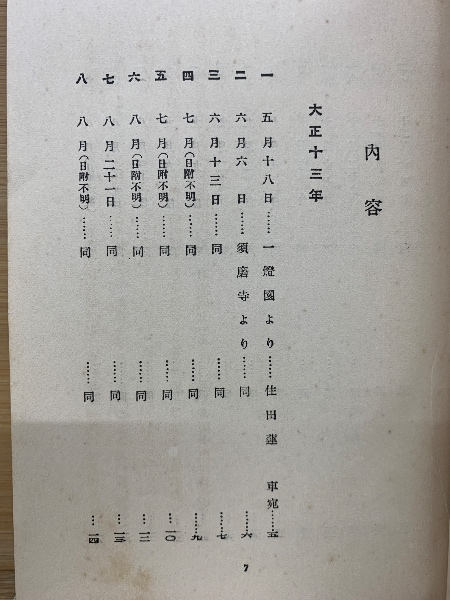 內容
大正十三年
一 五月十八日……一燈園より……住田蓮車宛……五
二 六月六日……須磨寺より……同……六
三 六月十三日……同……同……七
四 七月(日附不明)……同……同……九
五 七月(日附不明)……同……同……一〇
六 八月(日附不明)……同……同……一二
七 八月二十一日……同……同……一三
八 八月(日附不明)……同……同……一四
7